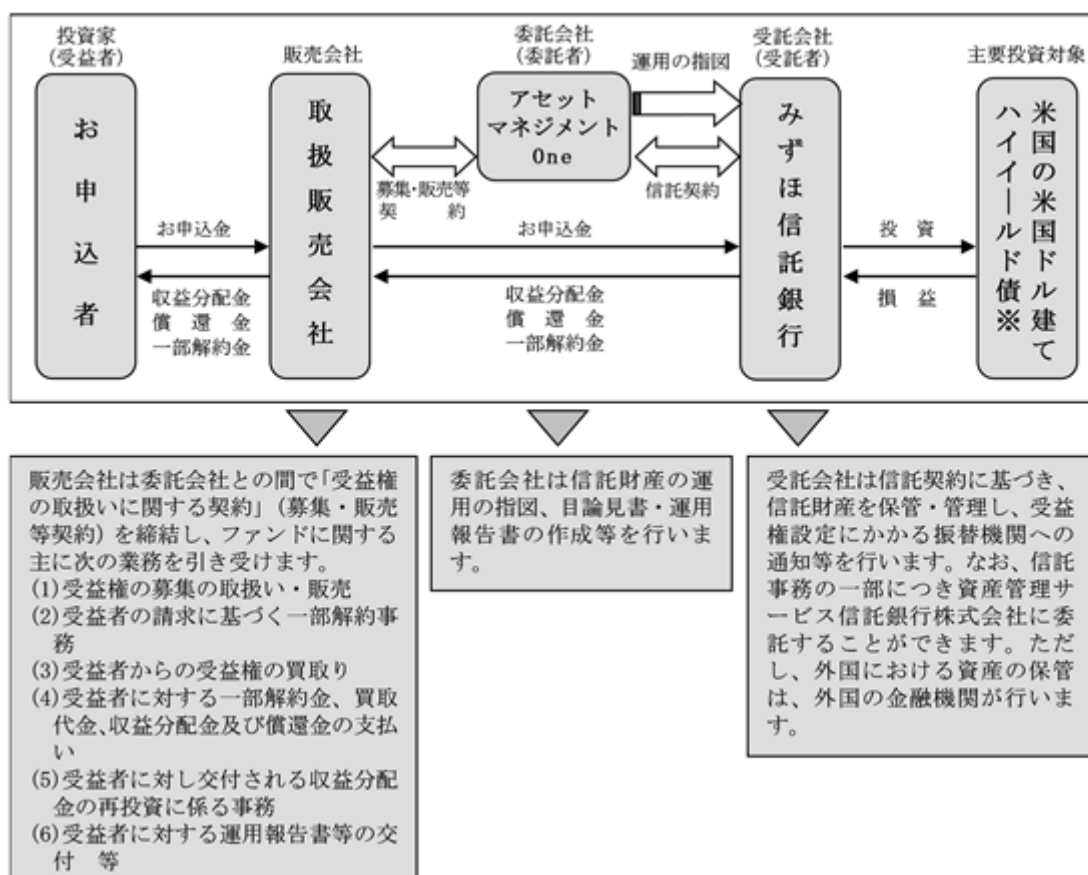 投資家
(受益者)
お申込者
販売会社
取扱販売会社
委託会社
(委託者)
アセット
マネジメント
One
運用の指図
受託会社
(受託者)
みずほ信託銀行
主要投資対象
米国の米国ドル建て
ハイイールド債※
募集・販売等
契約
信託契約
お申込金
収益分配金
償還金
一部解約金
お申込金
収益分配金
償還金
一部解約金
投資
損益
販売会社は委託会社との間で「受益権
の取扱いに関する契約」(募集・販売
等契約)を締結し、ファンドに関する
主に次の業務を引き受けます。
(1)受益権の募集の取扱い・販売
(2)受益者の請求に基づく一部解約事
務
(3)受益者からの受益権の買取り
(4)受益者に対する一部解約金、買取
代金、収益分配金及び償還金の支払
い
(5)受益者に対し交付される収益分配
金の再投資に係る事務
(6)受益者に対する運用報告書等の交
付 等
委託会社は信託財産の運
用の指図、目論見書・運用
報告書の作成等を行いま
す。
受託会社は信託契約に基づき、
信託財産を保管・管理し、受益
権設定にかかる振替機関への
通知等を行います。なお、信託
事務の一部につき資産管理サ
ービス信託銀行株式会社に委
託することができます。ただ
し、外国における資産の保管
は、外国の金融機関が行いま
す。